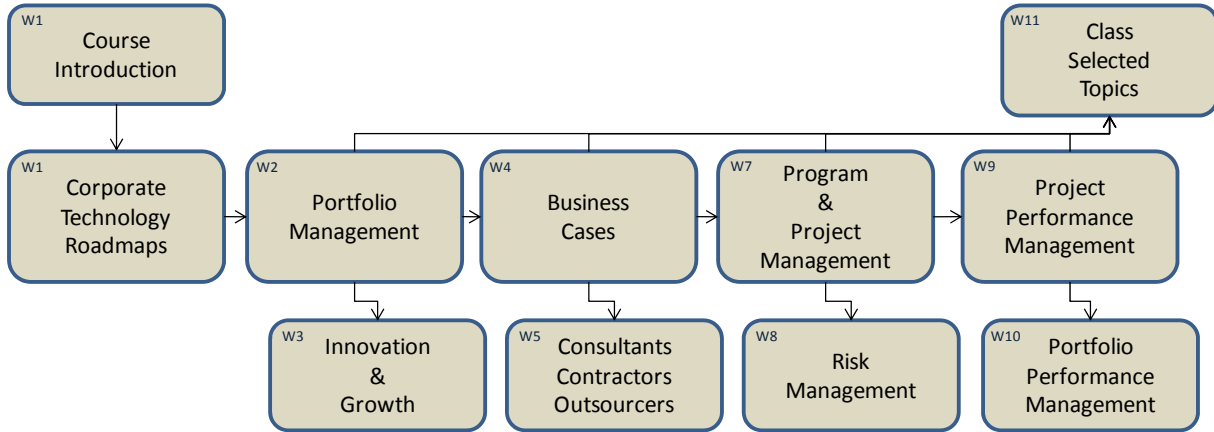 W1
Course
Introduction
W11
Class
Selected
Topics
W1
Corporate
Technology
Roadmaps
W2
Portfolio
Management
W4
Business
Cases
W7
Program
&
Project
Management
W9
Project
Performance
Management
W3
Innovation
&
Growth
W5
Consultants
Contractors
Outsourcers
W8
Risk
Management
W10
Portfolio
Performance
Management